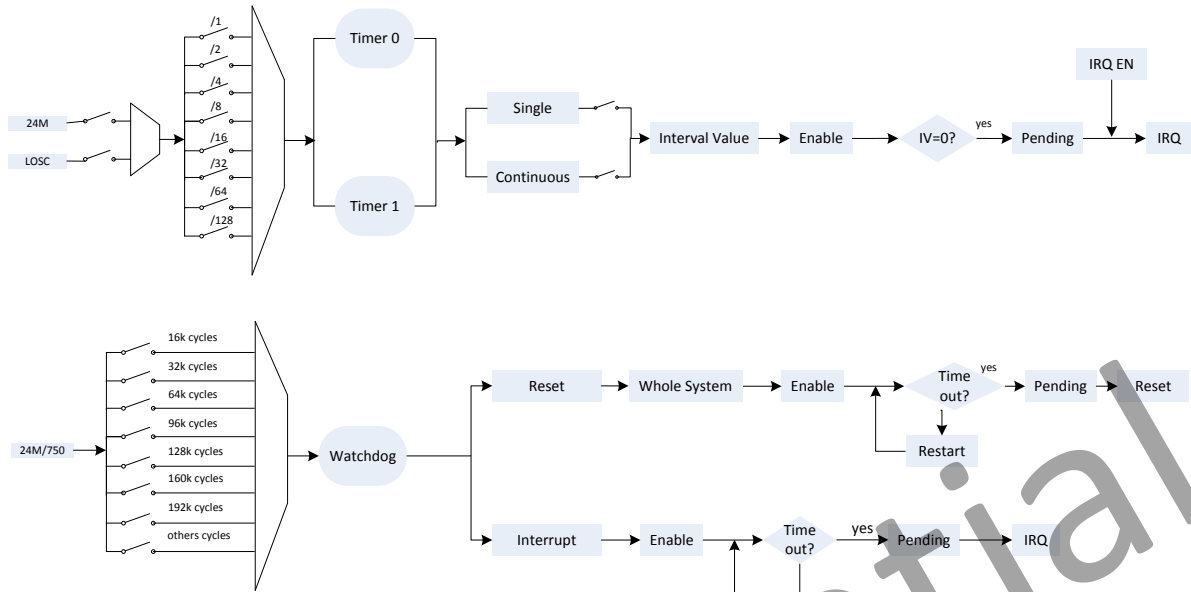 /1
/2
/4
/8
/16
/32
/64
/128
24M
LOSC
Timer 0
Timer 1
Single
Continuous
Interval Value
Enable
IV=0?
yes
Pending
IRQ EN
IRQ
16k cycles
32k cycles
64k cycles
96k cycles
128k cycles
160k cycles
192k cycles
others cycles
24M/750
Watchdog
Reset
Whole System
Enable
Time
out?
yes
Pending
Reset
Restart
Interrupt
Enable
Time
out?
yes
Pending
IRQ
tial